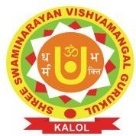 SHREE SWAMINARAYAN VISHVAMANGAL GURUKUL
ॐ
ध र्म
भ क्ति
KALOL